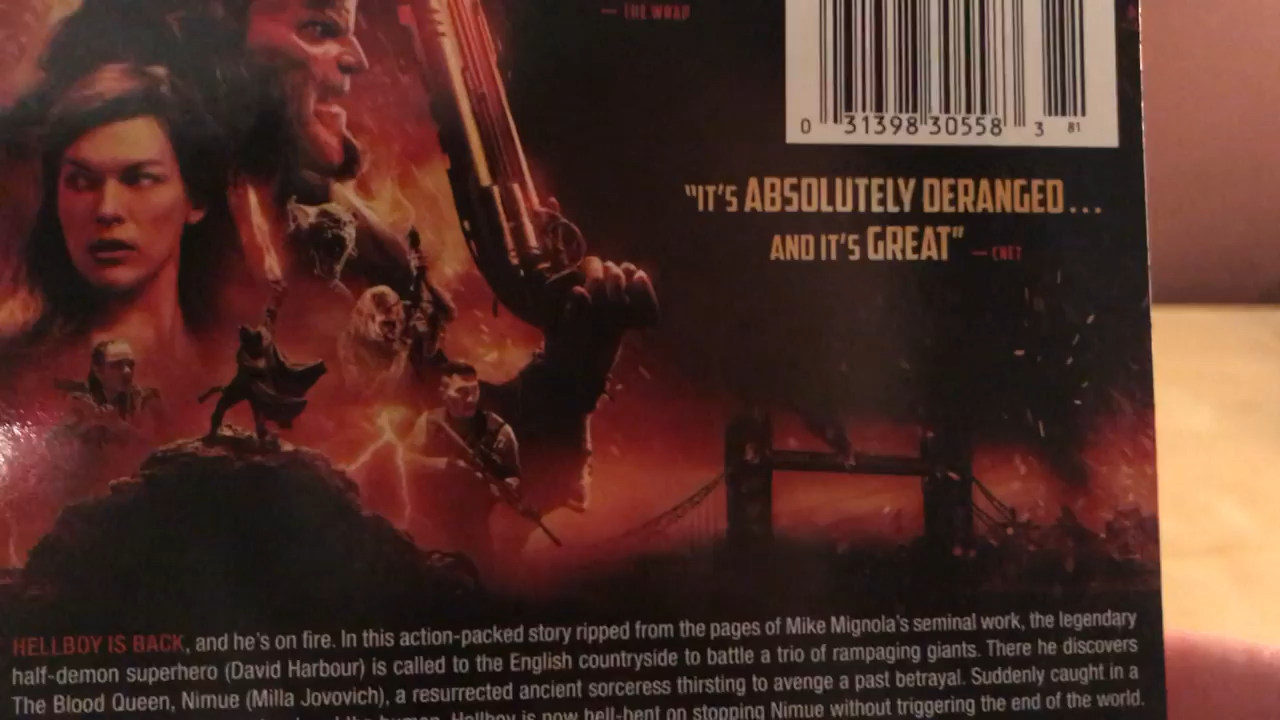 — THE WRAP
0 31398 30558 3 81
“IT’S ABSOLUTELY DERANGED...
AND IT’S GREAT” — CNET
HELLBOY IS BACK, and he’s on fire. In this action-packed story ripped from the pages of Mike Mignola’s seminal work, the legendary
half-demon superhero (David Harbour) is called to the English countryside to battle a trio of rampaging giants. There he discovers
The Blood Queen, Nimue (Milla Jovovich), a resurrected ancient sorceress thirsting to avenge a past betrayal. Suddenly caught in a
Hellboy is now hell-bent on stopping Nimue without triggering the end of the world.